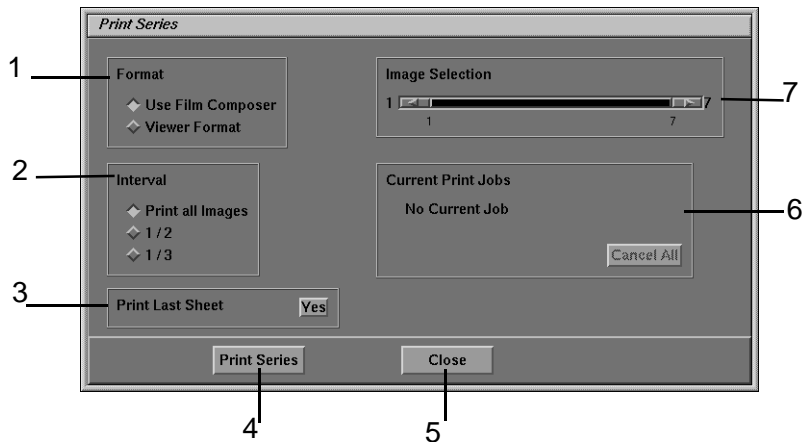 Print Series
1
Format
Use Film Composer
Viewer Format
Image Selection
1 7
1 7
7
2
Interval
Print all Images
1 / 2
1 / 3
Current Print Jobs
No Current Job
Cancel All
6
3
Print Last Sheet Yes
Print Series Close
4 5